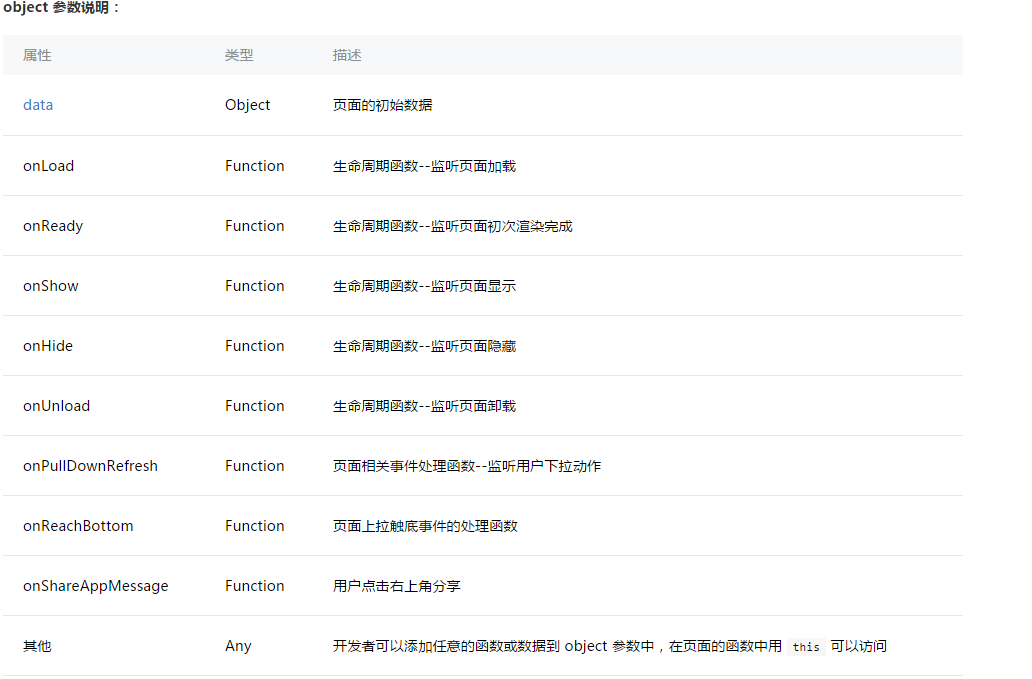 object 参数说明：
属性 类型 描述
data Object 页面的初始数据
onLoad Function 生命周期函数--监听页面加载
onReady Function 生命周期函数--监听页面初次渲染完成
onShow Function 生命周期函数--监听页面显示
onHide Function 生命周期函数--监听页面隐藏
onUnload Function 生命周期函数--监听页面卸载
onPullDownRefresh Function 页面相关事件处理函数--监听用户下拉动作
onReachBottom Function 页面上拉触底事件的处理函数
onShareAppMessage Function 用户点击右上角分享
其他 Any 开发者可以添加任意的函数或数据到 object 参数中，在页面的函数中用 this 可以访问